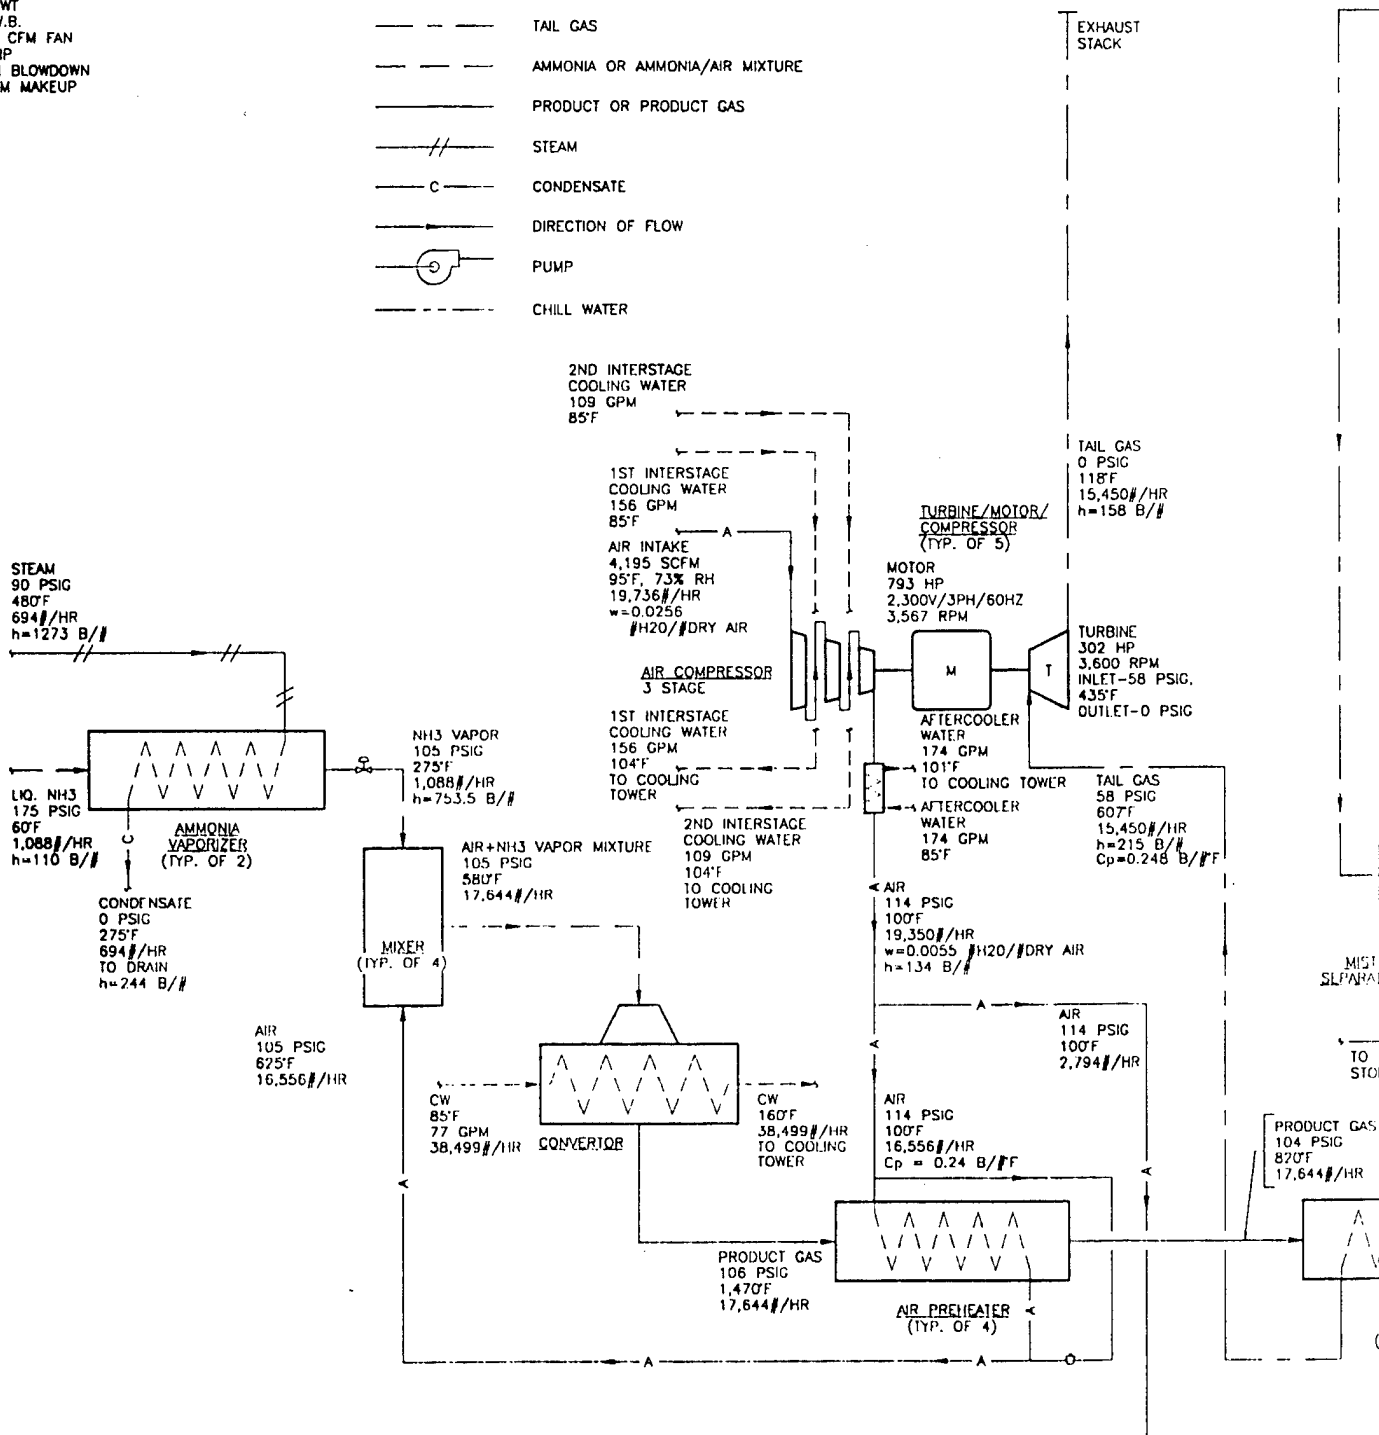 WT
W.B.
CFM FAN
HP
BLOWDOWN
M MAKEUP
TAIL GAS
AMMONIA OR AMMONIA/AIR MIXTURE
PRODUCT OR PRODUCT GAS
STEAM
C
CONDENSATE
DIRECTION OF FLOW
PUMP
CHILL WATER
EXHAUST
STACK
2ND INTERSTAGE
COOLING WATER
109 GPM
85°F
1ST INTERSTAGE
COOLING WATER
156 GPM
85°F
A
AIR INTAKE
4,195 SCFM
95°F, 73% RH
19,736#/HR
w=0.0256
#H20/#DRY AIR
AIR COMPRESSOR
3 STAGE
1ST INTERSTAGE
COOLING WATER
156 GPM
104°F
TO COOLING
TOWER
2ND INTERSTAGE
COOLING WATER
109 GPM
104°F
TO COOLING
TOWER
TURBINE/MOTOR/
COMPRESSOR
(TYP. OF 5)
MOTOR
793 HP
2,300V/3PH/60HZ
3,567 RPM
M
T
TAIL GAS
0 PSIG
118°F
15,450#/HR
h=158 B/#
TURBINE
302 HP
3,600 RPM
INLET-58 PSIG,
435°F
OUTLET-0 PSIG
AFTERCOOLER
WATER
174 GPM
101°F
TO COOLING TOWER
AFTERCOOLER
WATER
174 GPM
85°F
TAIL GAS
58 PSIG
607°F
15,450#/HR
h=215 B/#
Cp=0.248 B/#°F
STEAM
90 PSIG
480°F
694#/HR
h=1273 B/#
LIQ. NH3
175 PSIG
60°F
1,088#/HR
h=110 B/#
AMMONIA
VAPORIZER
(TYP. OF 2)
C
CONDENSATE
0 PSIG
275°F
694#/HR
TO DRAIN
h=244 B/#
NH3 VAPOR
105 PSIG
275°F
1,088#/HR
h=753.5 B/#
AIR+NH3 VAPOR MIXTURE
105 PSIG
580°F
17,644#/HR
MIXER
(TYP. OF 4)
AIR
105 PSIG
625°F
16,556#/HR
A
AIR
114 PSIG
100°F
19,350#/HR
w=0.0055 #H20/#DRY AIR
h=134 B/#
A
A
AIR
114 PSIG
100°F
2,794#/HR
A
AIR
114 PSIG
100°F
16,556#/HR
Cp = 0.24 B/#°F
CW
85°F
77 GPM
38,499#/HR
CONVERTOR
CW
160°F
38,499#/HR
TO COOLING
TOWER
A
A
PRODUCT GAS
106 PSIG
1,470°F
17,644#/HR
AIR PREHEATER
(TYP. OF 4)
A
A
A
PRODUCT GAS
104 PSIG
820°F
17,644#/HR
MIST
SEPARA
TO
STO
(